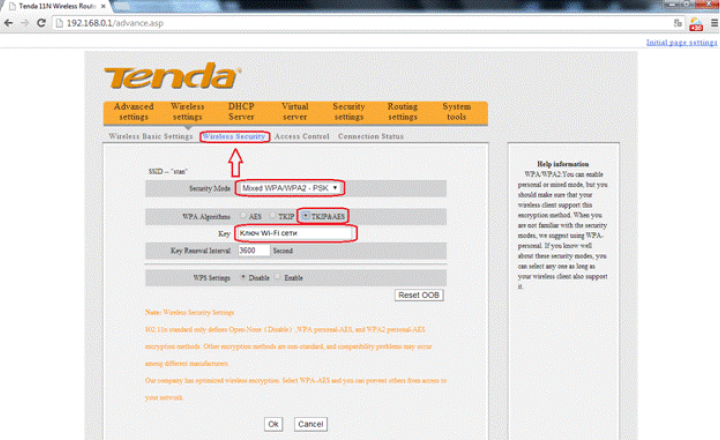 Tenda 11N Wireless Route
192.168.0.1/advance.asp
Initial page settings
Tenda
Advanced settings
Wireless settings
DHCP Server
Virtual server
Security settings
Routing settings
System tools
Wireless Basic Settings Wireless Security Access Control Connection Status
SSID -- "stan"
Security Mode Mixed WPA/WPA2 - PSK
WPA Algorithms AES TKIP TKIP&AES
Key Ключ Wi-Fi сети
Key Renewal Interval 3600 Second
WPS Settings Disable Enable
Reset OOB
Note: Wireless Security Settings
802.11n standard only defines Open-None (Disable) ,WPA personal-AES, and WPA2 personal-AES
encryption methods. Other encryption methods are non-standard, and compatibility problems may occur
among different manufacturers.
Our company has optimized wireless encryption. Select WPA-AES and you can prevent others from access to
your network.
Ok Cancel
Help information
WPA/WPA2:You can enable
personal or mixed mode, but you
should make sure that your
wireless client support this
encryption method. When you
are not familiar with the security
modes, we suggest using WPA-
personal. If you know well
about these security modes, you
can select any one as long as
your wireless client also support
it.